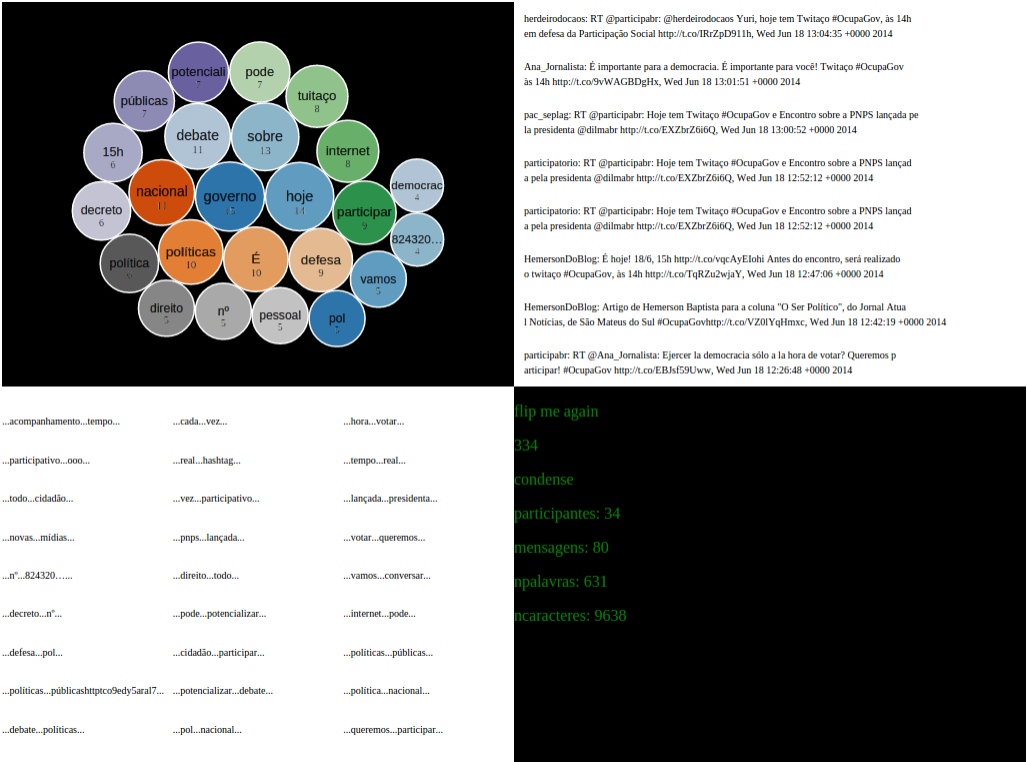 potenciali
7
pode
7
públicas
7
tuitaço
8
debate
11
sobre
13
15h
6
internet
8
nacional
11
governo
hoje
14
democrac
4
decreto
6
participar
9
824320…
4
políticas
10
É
10
defesa
9
política
vamos
5
direito
5
nº
5
pessoal
5
pol
5
herdeirodocaos: RT @participabr: @herdeirodocaos Yuri, hoje tem Twitaço #OcupaGov, às 14h
em defesa da Participação Social http://t.co/IRrZpD911h, Wed Jun 18 13:04:35 +0000 2014
Ana_Jornalista: É importante para a democracia. É importante para você! Twitaço #OcupaGov
às 14h http://t.co/9vWAGBDgHx, Wed Jun 18 13:01:51 +0000 2014
pac_seplag: RT @participabr: Hoje tem Twitaço #OcupaGov e Encontro sobre a PNPS lançada pe
la presidenta @dilmabr http://t.co/EXZbrZ6i6Q, Wed Jun 18 13:00:52 +0000 2014
participatorio: RT @participabr: Hoje tem Twitaço #OcupaGov e Encontro sobre a PNPS lançad
a pela presidenta @dilmabr http://t.co/EXZbrZ6i6Q, Wed Jun 18 12:52:12 +0000 2014
participatorio: RT @participabr: Hoje tem Twitaço #OcupaGov e Encontro sobre a PNPS lançad
a pela presidenta @dilmabr http://t.co/EXZbrZ6i6Q, Wed Jun 18 12:52:12 +0000 2014
HemersonDoBlog: É hoje! 18/6, 15h http://t.co/vqcAyEIohi Antes do encontro, será realizado
o twitaço #OcupaGov, às 14h http://t.co/TqRZu2wjaY, Wed Jun 18 12:47:06 +0000 2014
HemersonDoBlog: Artigo de Hemerson Baptista para a coluna "O Ser Político", do Jornal Atua
l Notícias, de São Mateus do Sul #OcupaGovhttp://t.co/VZ0lYqHmxc, Wed Jun 18 12:42:19 +0000 2014
participabr: RT @Ana_Jornalista: Ejercer la democracia sólo a la hora de votar? Queremos p
articipar! #OcupaGov http://t.co/EBJsf59Uww, Wed Jun 18 12:26:48 +0000 2014
...acompanhamento...tempo... ...cada...vez... ...hora...votar...
...participativo...ooo... ...real...hashtag... ...tempo...real...
...todo...cidadão... ...vez...participativo... ...lançada...presidenta...
...novas...mídias... ...pnps...lançada... ...votar...queremos...
...nº...824320…... ...direito...todo... ...vamos...conversar...
...decreto...nº... ...pode...potencializar... ...internet...pode...
...defesa...pol... ...cidadão...participar... ...políticas...públicas...
...políticas...públicashttptco9edy5aral7... ...potencializar...debate... ...política...nacional...
...debate...políticas... ...pol...nacional... ...queremos...participar...
flip me again
334
condense
participantes: 34
mensagens: 80
npalavras: 631
ncaracteres: 9638